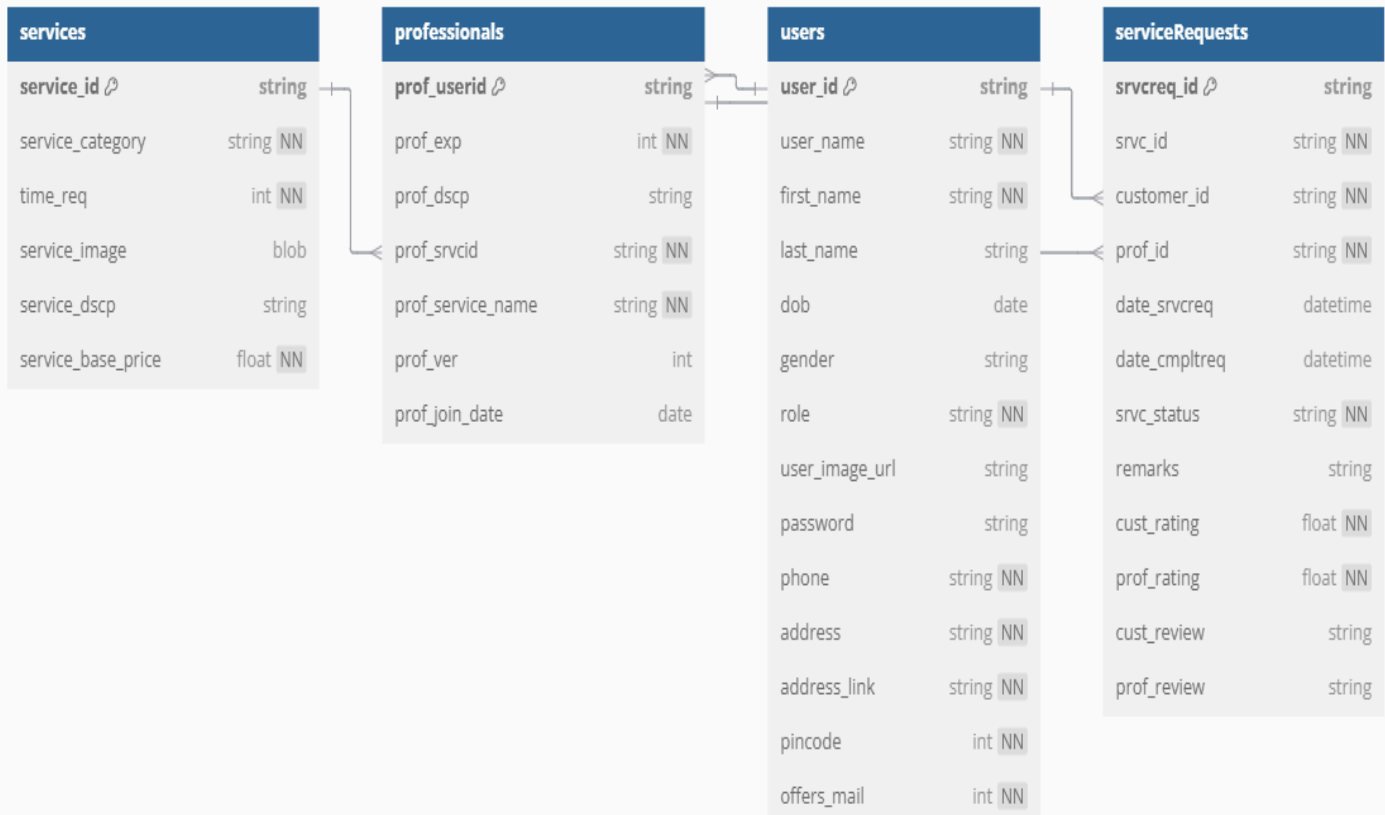 services
service_id string
service_category string NN
time_req int NN
service_image blob
service_dscp string
service_base_price float NN
professionals
prof_userid string
prof_exp int NN
prof_dscp string
prof_srvcid string NN
prof_service_name string NN
prof_ver int
prof_join_date date
users
user_id string
user_name string NN
first_name string NN
last_name string
dob date
gender string
role string NN
user_image_url string
password string
phone string NN
address string NN
address_link string NN
pincode int NN
offers_mail int NN
serviceRequests
srvcreq_id string
srvc_id string NN
customer_id string NN
prof_id string NN
date_srvcreq datetime
date_cmpltreq datetime
srvc_status string NN
remarks string
cust_rating float NN
prof_rating float NN
cust_review string
prof_review string